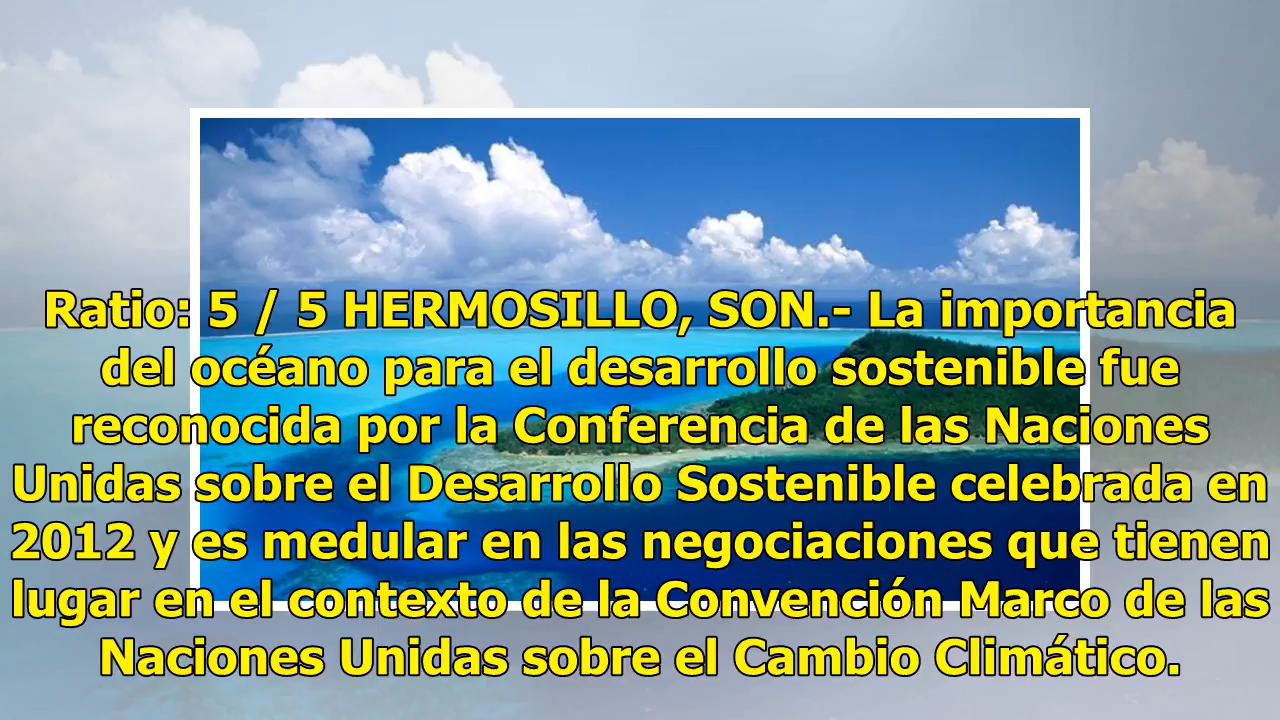 Ratio: 5 / 5 HERMOSILLO, SON.- La importancia
del océano para el desarrollo sostenible fue
reconocida por la Conferencia de las Naciones
Unidas sobre el Desarrollo Sostenible celebrada en
2012 y es medular en las negociaciones que tienen
lugar en el contexto de la Convención Marco de las
Naciones Unidas sobre el Cambio Climático.